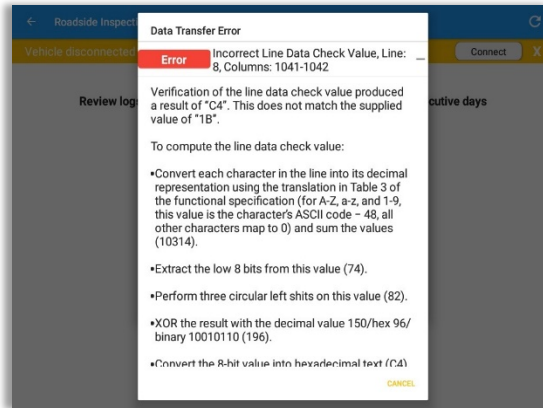 ← Roadside Inspecti
Vehicle disconnected
Connect X
Review log
cutive days
Data Transfer Error
Error
Incorrect Line Data Check Value, Line:
8, Columns: 1041-1042
Verification of the line data check value produced
a result of "C4". This does not match the supplied
value of "1B".
To compute the line data check value:
•Convert each character in the line into its decimal
representation using the translation in Table 3 of
the functional specification (for A-Z, a-z, and 1-9,
this value is the character's ASCII code – 48, all
other characters map to 0) and sum the values
(10314).
•Extract the low 8 bits from this value (74).
•Perform three circular left shits on this value (82).
•XOR the result with the decimal value 150/hex 96/
binary 10010110 (196).
•Convert the 8-bit value into hexadecimal text (C4)
CANCEL